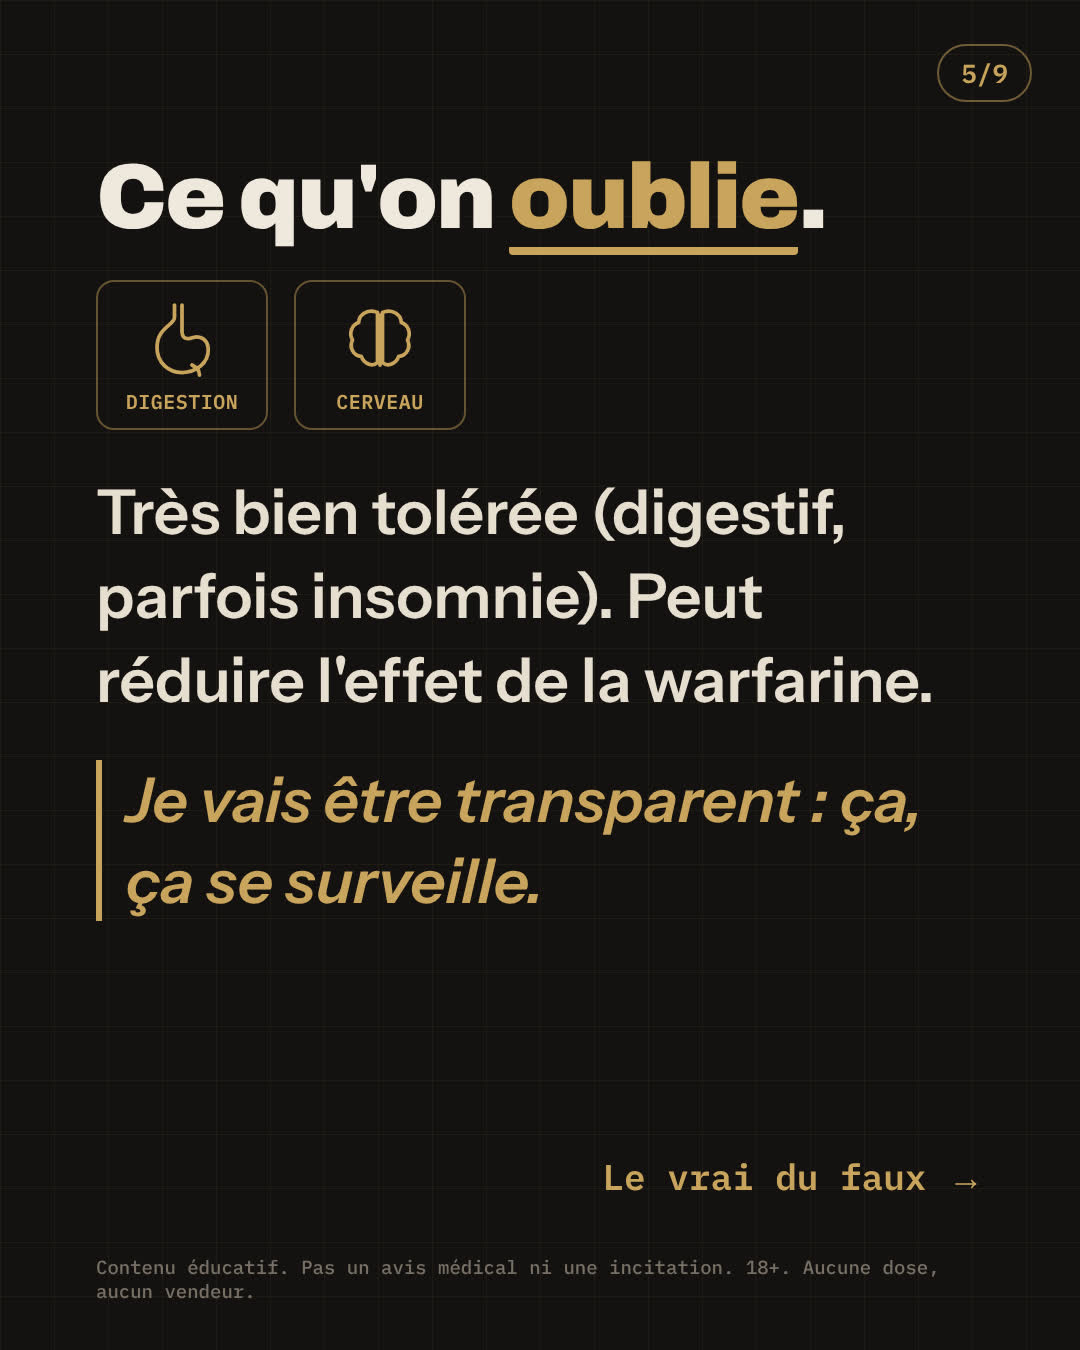 5/9
Ce qu'on oublie.
DIGESTION
CERVEAU
Très bien tolérée (digestif,
parfois insomnie). Peut
réduire l'effet de la warfarine.
Je vais être transparent : ça,
ça se surveille.
Le vrai du faux →
Contenu éducatif. Pas un avis médical ni une incitation. 18+. Aucune dose,
aucun vendeur.